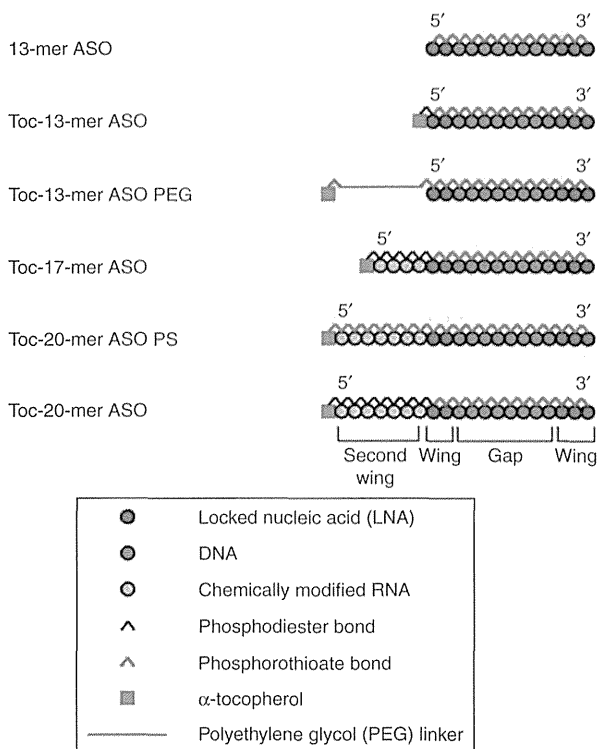 5′ 3′
13-mer ASO
5′ 3′
Toc-13-mer ASO
5′ 3′
Toc-13-mer ASO PEG
5′ 3′
Toc-17-mer ASO
5′ 3′
Toc-20-mer ASO PS
5′ 3′
Toc-20-mer ASO
Second Wing Gap Wing
wing
Locked nucleic acid (LNA)
DNA
Chemically modified RNA
Phosphodiester bond
Phosphorothioate bond
α-tocopherol
Polyethylene glycol (PEG) linker